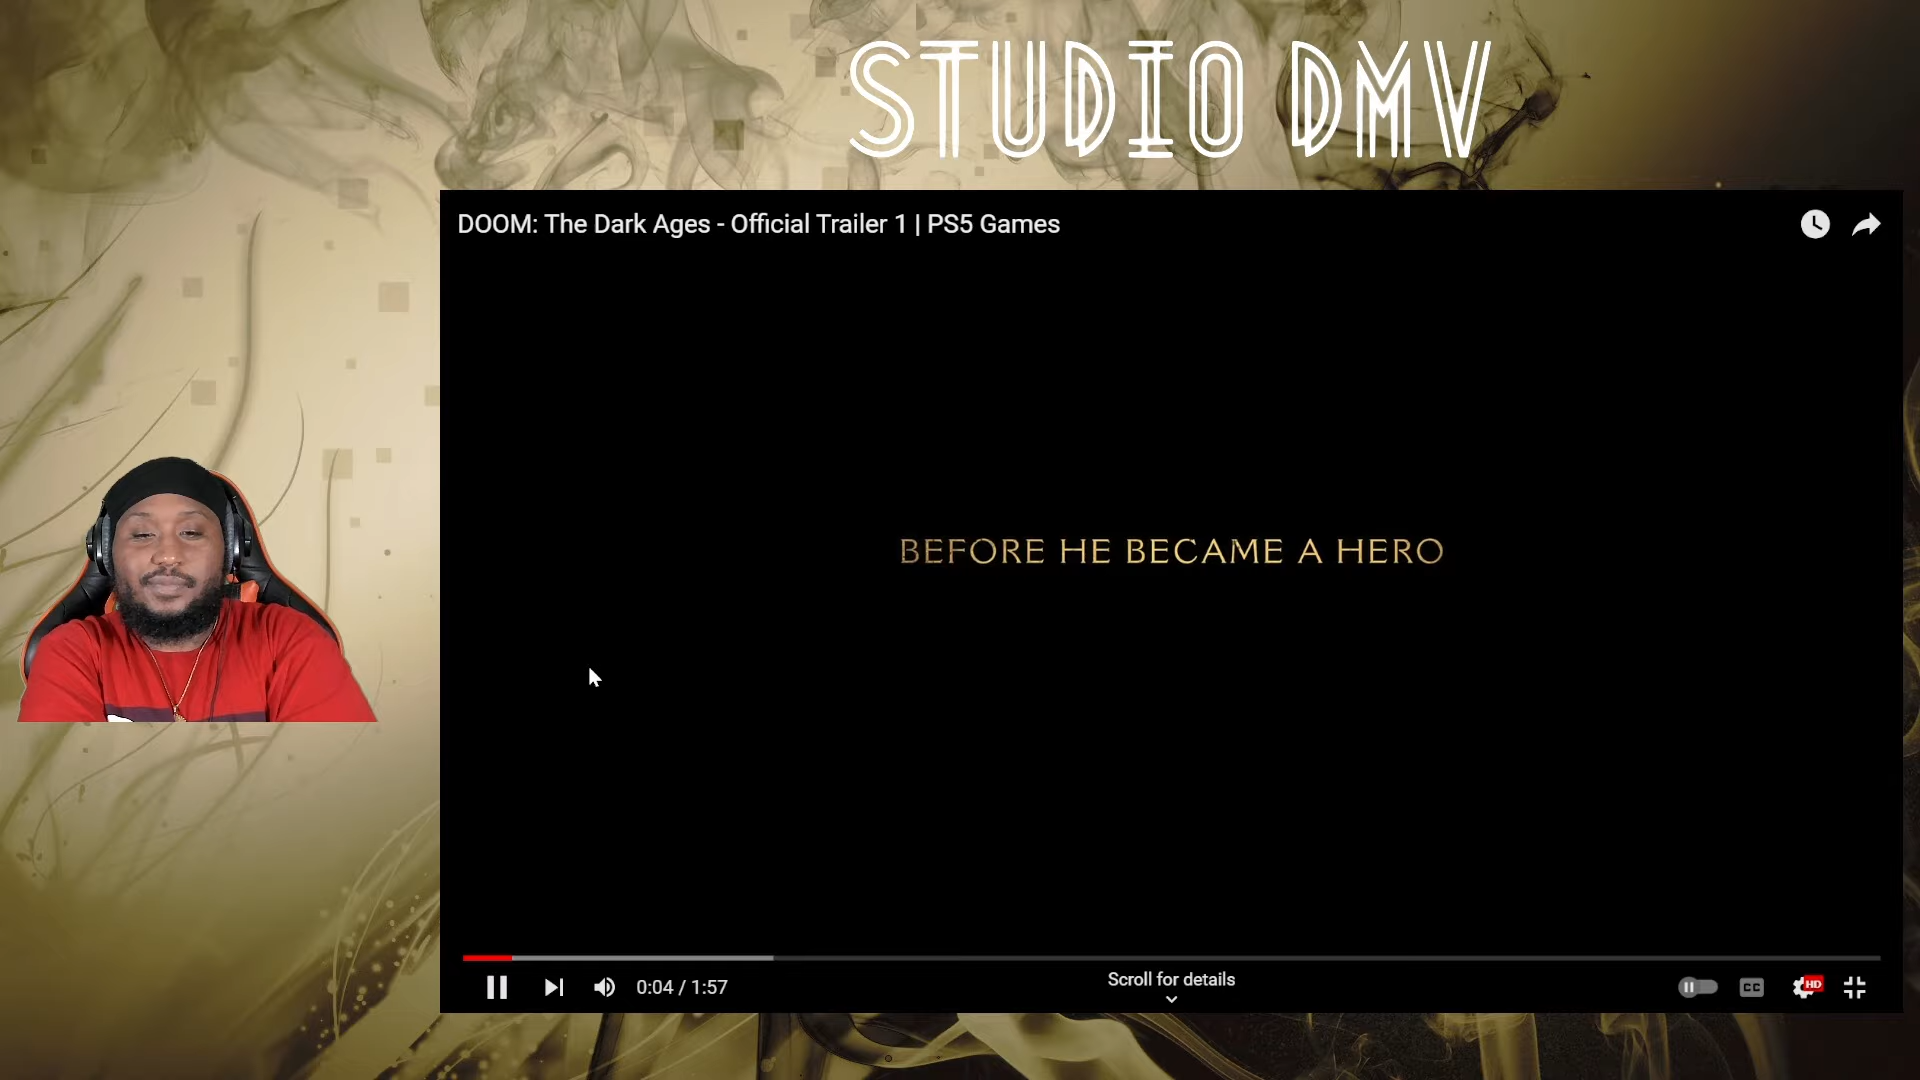 STUDIO DMV
DOOM: The Dark Ages - Official Trailer 1 | PS5 Games
BEFORE HE BECAME A HERO
0:04 / 1:57
Scroll for details
CC
HD